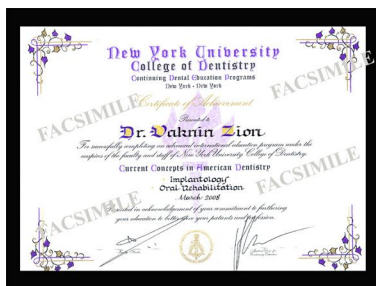 New York University
College of Dentistry
Continuing Dental Education Programs
New York - New York
Certificate of Achievement
Presented to
Dr. Vaknin Zion
For successfully completing an advanced international education program under the
auspices of the faculty and staff of New York University College of Dentistry.
Current Concepts in American Dentistry
Implantology
Oral Rehabilitation
March 2008
Presented in acknowledgement of your commitment to furthering
your education to better serve your patients and profession.
FACSIMILE
FACSIMILE
FACSIMILE
FACSIMILE